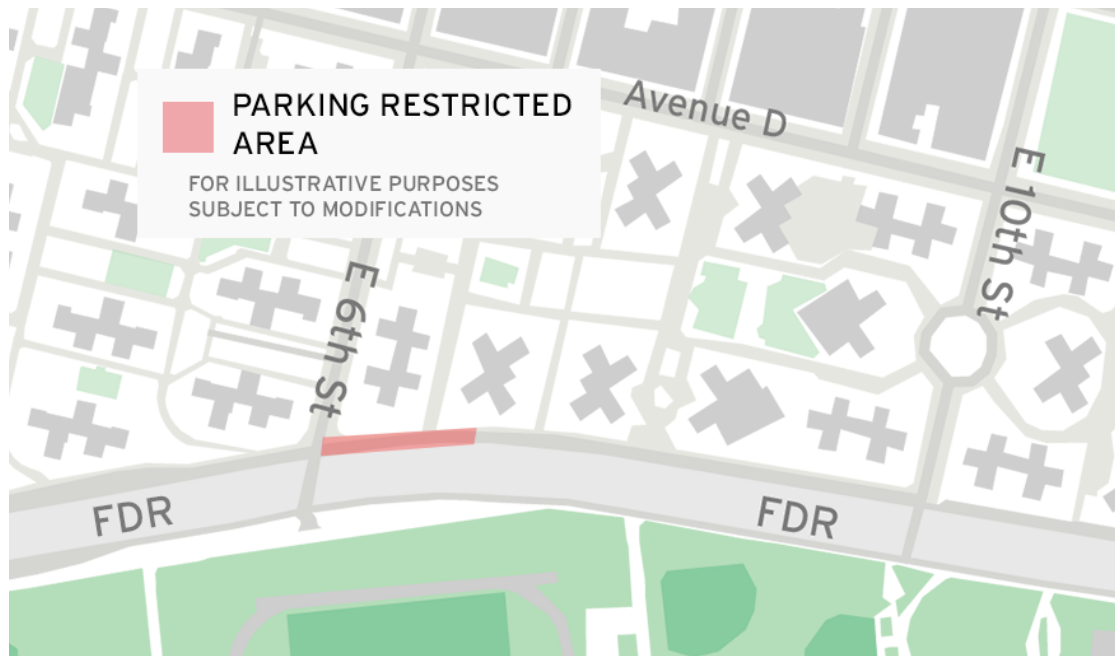 PARKING RESTRICTED
AREA
FOR ILLUSTRATIVE PURPOSES
SUBJECT TO MODIFICATIONS
Avenue D
E 10th St
E 6th St
FDR
FDR